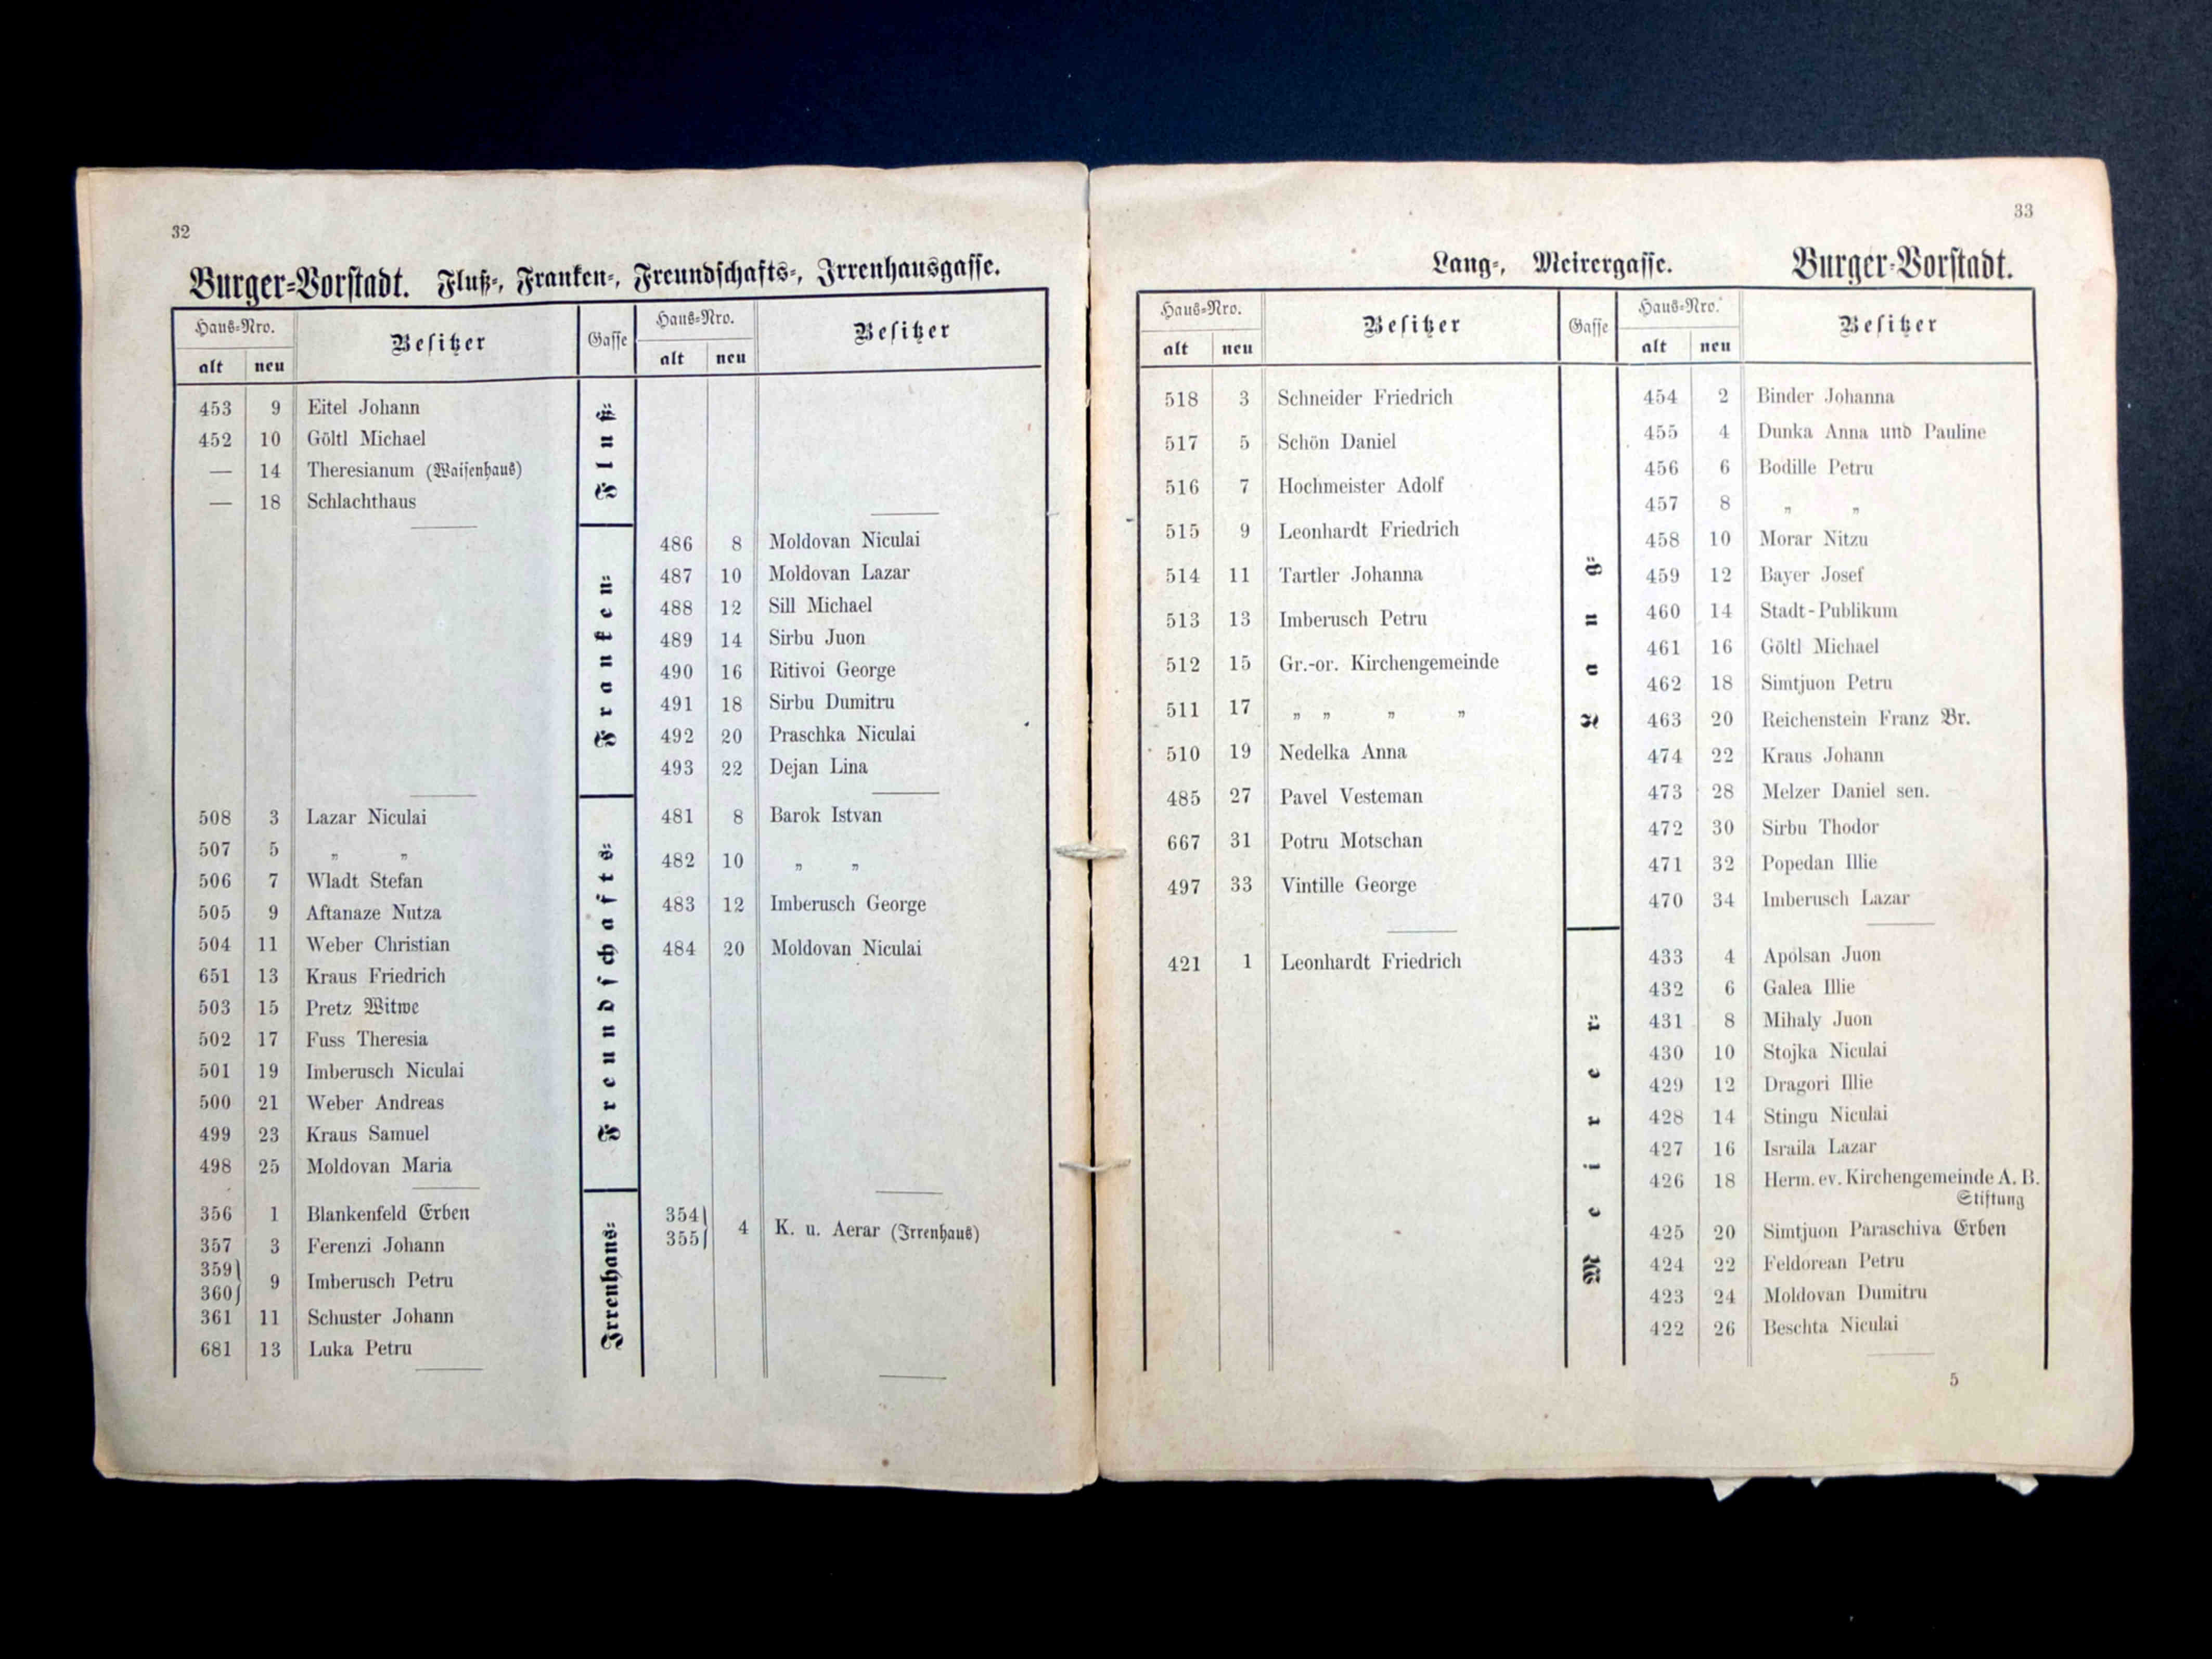 32
Burger-Vorstadt. Fluß-, Franken-, Freundschafts-, Irrenhausgasse.
Haus-Nro.
alt neu
Besitzer
Gasse
Haus-Nro.
alt neu
Besitzer
453 9 Eitel Johann
452 10 Göltl Michael
— 14 Theresianum (Waisenhaus)
— 18 Schlachthaus
Fluß-
Franken-
486 8 Moldovan Niculai
487 10 Moldovan Lazar
488 12 Sill Michael
489 14 Sirbu Juon
490 16 Ritivoi George
491 18 Sirbu Dumitru
492 20 Praschka Niculai
493 22 Dejan Lina
508 3 Lazar Niculai
507 5 „ „
506 7 Wladt Stefan
505 9 Aftanaze Nutza
504 11 Weber Christian
651 13 Kraus Friedrich
503 15 Pretz Witwe
502 17 Fuss Theresia
501 19 Imberusch Niculai
500 21 Weber Andreas
499 23 Kraus Samuel
498 25 Moldovan Maria
Freundschafts-
481 8 Barok Istvan
482 10 „ „
483 12 Imberusch George
484 20 Moldovan Niculai
356 1 Blankenfeld Erben
357 3 Ferenzi Johann
359}
360} 9 Imberusch Petru
361 11 Schuster Johann
681 13 Luka Petru
Irrenhaus-
354}
355} 4 K. u. Aerar (Irrenhaus)
33
Lang-, Meirergasse. Burger-Vorstadt.
Haus-Nro.
alt neu
Besitzer
Gasse
Haus-Nro.
alt neu
Besitzer
518 3 Schneider Friedrich
517 5 Schön Daniel
516 7 Hochmeister Adolf
515 9 Leonhardt Friedrich
514 11 Tartler Johanna
513 13 Imberusch Petru
512 15 Gr.-or. Kirchengemeinde
511 17 „ „ „ „
510 19 Nedelka Anna
485 27 Pavel Vesteman
667 31 Potru Motschan
497 33 Vintille George
Lang-
454 2 Binder Johanna
455 4 Dunka Anna und Pauline
456 6 Bodille Petru
457 8 „ „
458 10 Morar Nitzu
459 12 Bayer Josef
460 14 Stadt-Publikum
461 16 Göltl Michael
462 18 Simtjuon Petru
463 20 Reichenstein Franz Br.
474 22 Kraus Johann
473 28 Melzer Daniel sen.
472 30 Sirbu Thodor
471 32 Popedan Illie
470 34 Imberusch Lazar
421 1 Leonhardt Friedrich
Meirer-
433 4 Apolsan Juon
432 6 Galea Illie
431 8 Mihaly Juon
430 10 Stojka Niculai
429 12 Dragori Illie
428 14 Stingu Niculai
427 16 Israila Lazar
426 18 Herm. ev. Kirchengemeinde A. B.
Stiftung
425 20 Simtjuon Paraschiva Erben
424 22 Feldorean Petru
423 24 Moldovan Dumitru
422 26 Beschta Niculai
5